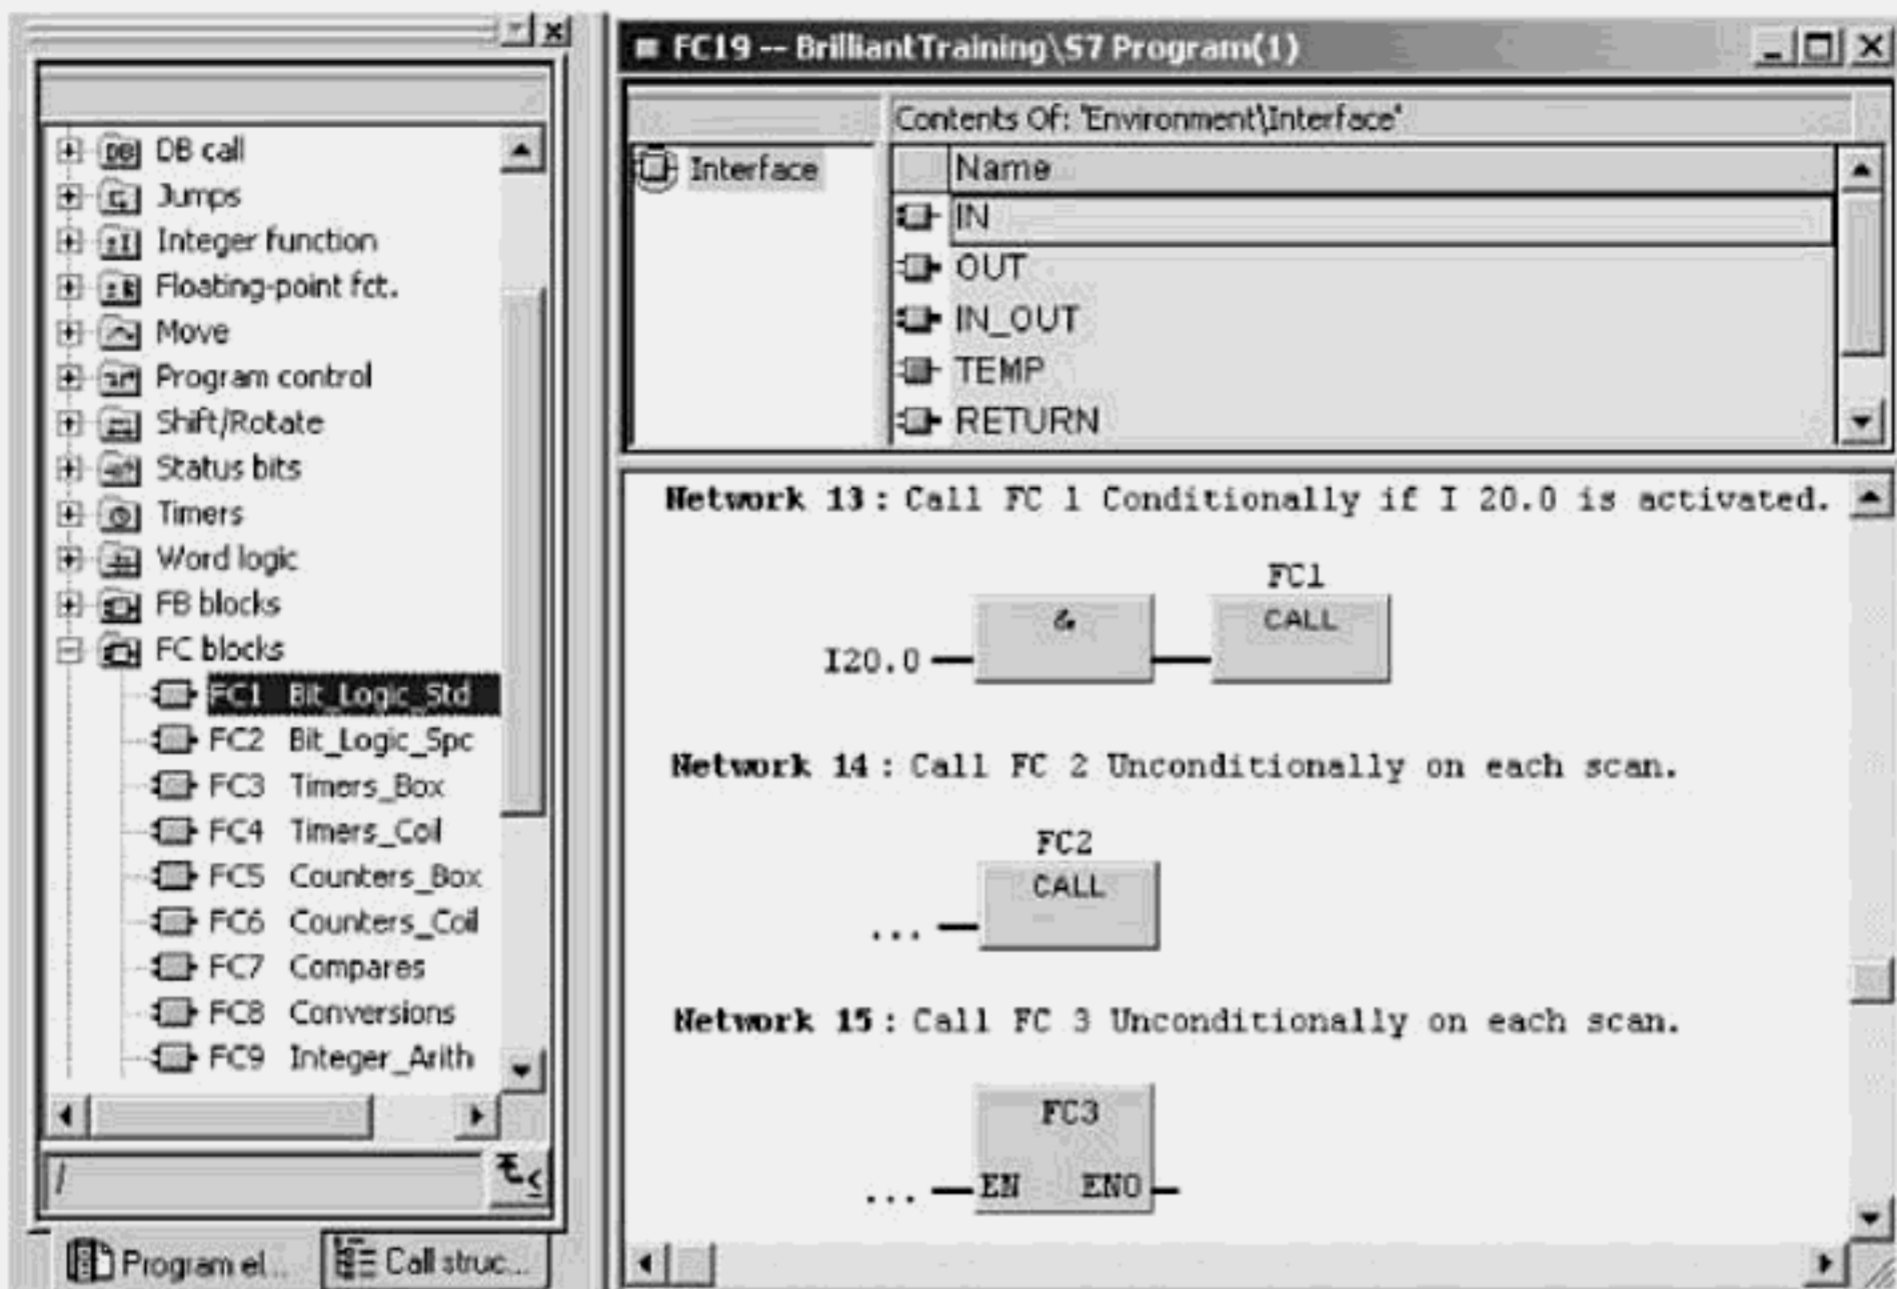 DB call
Jumps
Integer function
Floating-point fct.
Move
Program control
Shift/Rotate
Status bits
Timers
Word logic
FB blocks
FC blocks
FC1 Bit_Logic_Std
FC2 Bit_Logic_Spc
FC3 Timers_Box
FC4 Timers_Coil
FC5 Counters_Box
FC6 Counters_Coil
FC7 Compares
FC8 Conversions
FC9 Integer_Arith
/
Program el...
Call struc...
FC19 -- BrilliantTraining\S7 Program(1)
Contents Of: 'Environment\Interface'
Interface
Name
IN
OUT
IN_OUT
TEMP
RETURN
Network 13 : Call FC 1 Conditionally if I 20.0 is activated.
FC1
& CALL
I20.0
Network 14 : Call FC 2 Unconditionally on each scan.
FC2
CALL
...
Network 15 : Call FC 3 Unconditionally on each scan.
FC3
... EN ENO